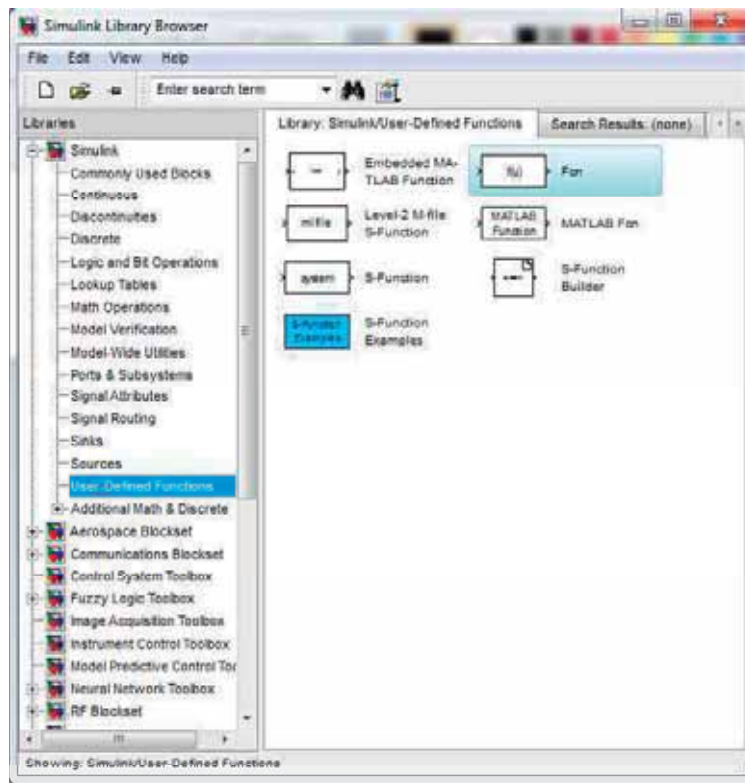 Simulink Library Browser
File Edit View Help
Enter search term
Libraries
Library: Simulink/User-Defined Functions
Search Results: (none)
Simulink
Commonly Used Blocks
Continuous
Discontinuities
Discrete
Logic and Bit Operations
Lookup Tables
Math Operations
Model Verification
Model-Wide Utilities
Ports & Subsystems
Signal Attributes
Signal Routing
Sinks
Sources
User-Defined Functions
Additional Math & Discrete
Aerospace Blockset
Communications Blockset
Control System Toolbox
Fuzzy Logic Toolbox
Image Acquisition Toolbox
Instrument Control Toolbox
Model Predictive Control Too
Neural Network Toolbox
RF Blockset
Embedded MA-
TLAB Function
f(u)
Fcn
mlfile
Level-2 M-file
S-Function
MATLAB
Function
MATLAB Fcn
system
S-Function
S-Function
Builder
S-Function
Examples
S-Function
Examples
Showing: Simulink/User-Defined Functions